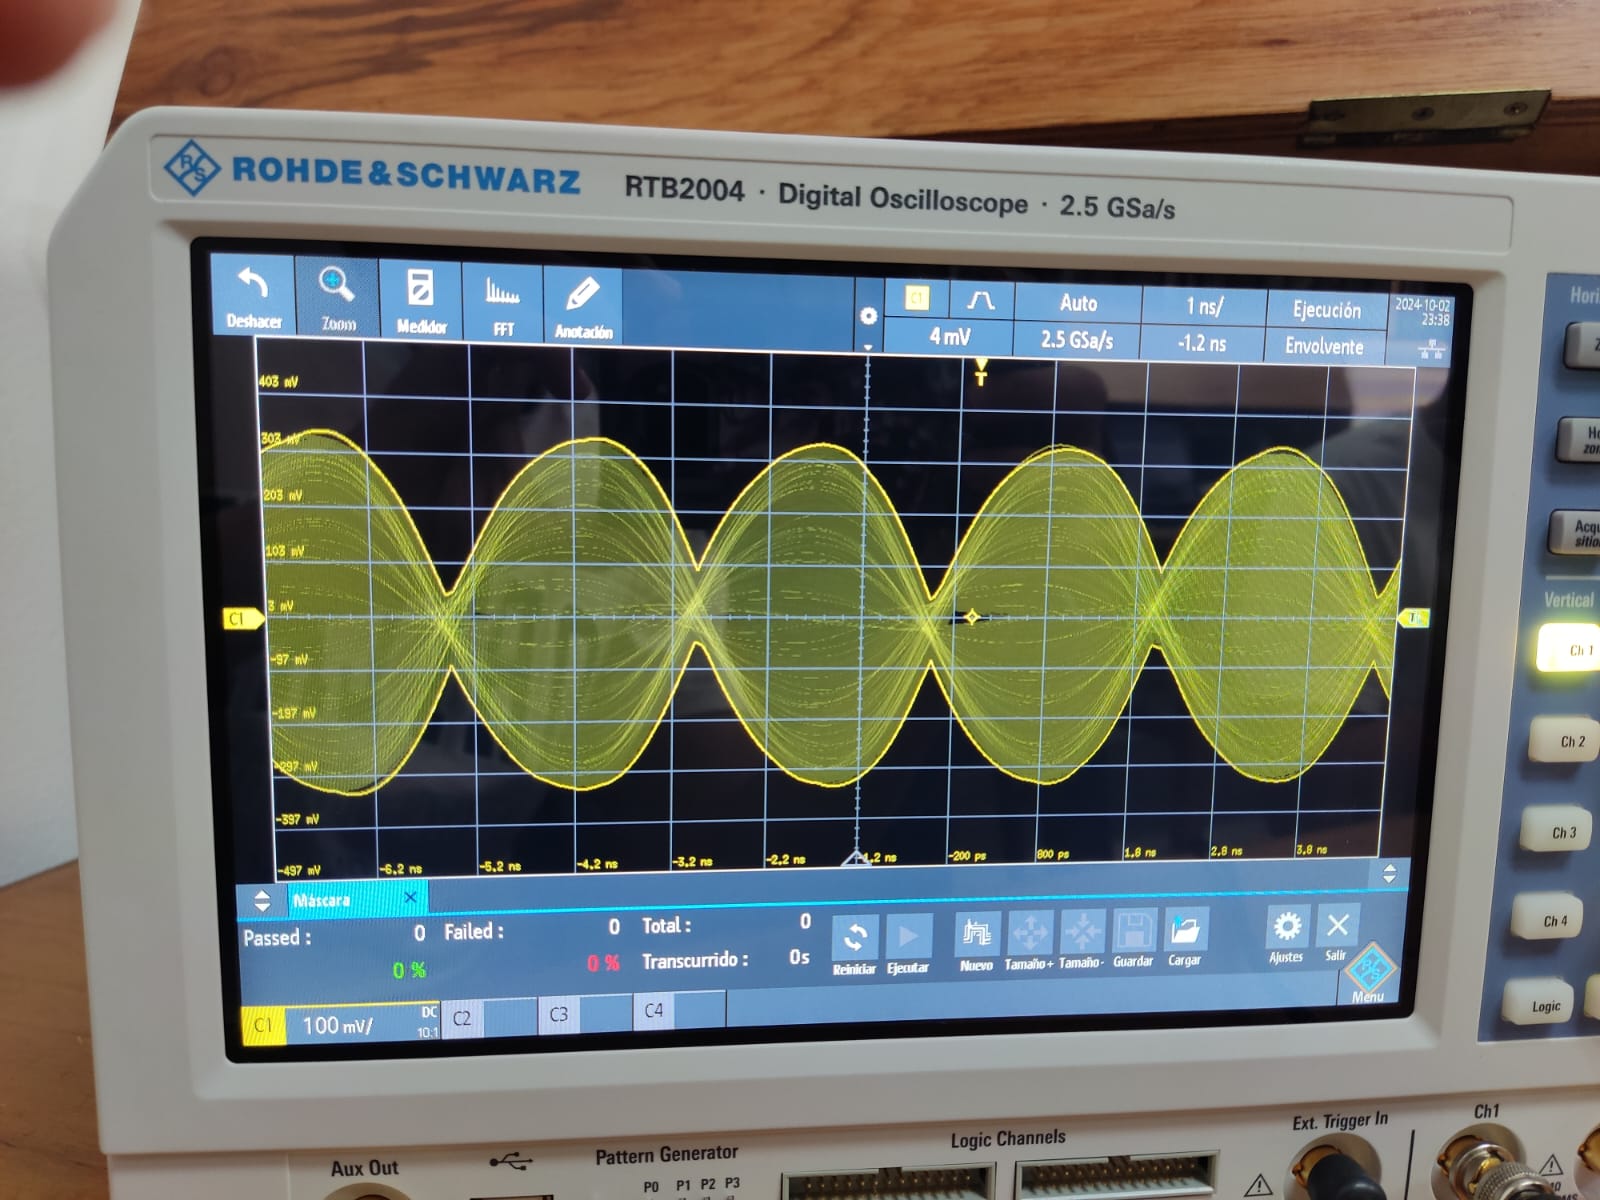 ROHDE&SCHWARZ
RTB2004 · Digital Oscilloscope · 2.5 GSa/s
Deshacer
Zoom
Medidor
FFT
Anotación
C1
Auto
1 ns/
Ejecución
2024-10-02
23:38
4 mV
2.5 GSa/s
-1.2 ns
Envolvente
T
403 mV
303 mV
203 mV
103 mV
3 mV
-97 mV
-197 mV
-297 mV
-397 mV
-497 mV
C1
-6.2 ns
-5.2 ns
-4.2 ns
-3.2 ns
-2.2 ns
-1.2 ns
-200 ps
800 ps
1.8 ns
2.8 ns
3.8 ns
Máscara
Passed : 0
0 %
Failed : 0
0 %
Total : 0
Transcurrido : 0s
Reiniciar
Ejecutar
Nuevo
Tamaño+
Tamaño-
Guardar
Cargar
Ajustes
Salir
Menu
C1
100 mV/
DC
10:1
C2
C3
C4
Vertical
Ch 1
Ch 2
Ch 3
Ch 4
Logic
Aux Out
Pattern Generator
P0 P1 P2 P3
Logic Channels
Ext. Trigger In
Ch1